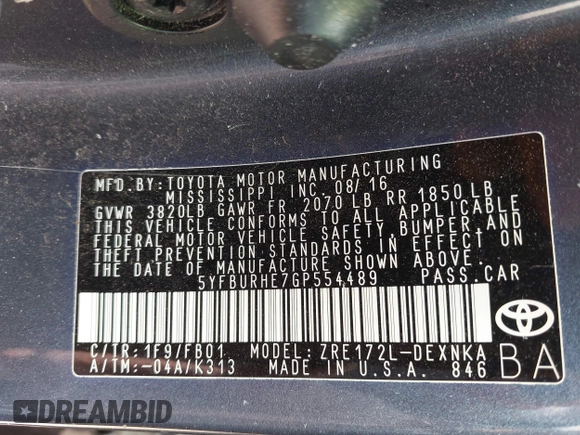 MFD.BY:TOYOTA MOTOR MANUFACTURING
MISSISSIPPI INC. 08/16
GVWR 3820LB GAWR FR 2070 LB RR 1850 LB
THIS VEHICLE CONFORMS TO ALL APPLICABLE
FEDERAL MOTOR VEHICLE SAFETY,BUMPER,AND
THEFT PREVENTION STANDARDS IN EFFECT ON
THE DATE OF MANUFACTURE SHOWN ABOVE.
5YFBURHE7GP554489 PASS.CAR
C/TR:1F9/FB01 MODEL:ZRE172L-DEXNKA
A/TM:-04A/K313 MADE IN U.S.A. 846
BA
DREAMBID